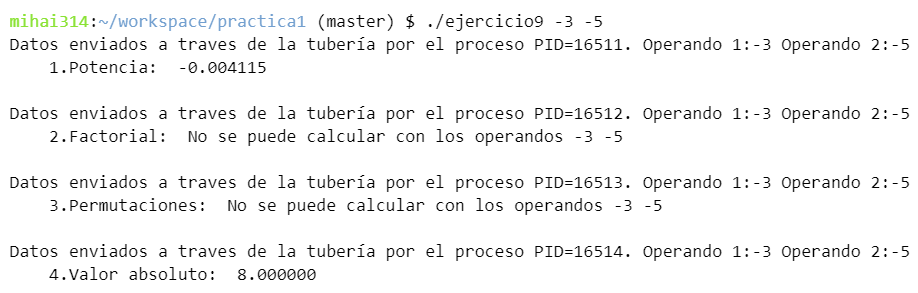 mihai314:~/workspace/practica1 (master) $ ./ejercicio9 -3 -5
Datos enviados a traves de la tubería por el proceso PID=16511. Operando 1:-3 Operando 2:-5
1.Potencia:  -0.004115
Datos enviados a traves de la tubería por el proceso PID=16512. Operando 1:-3 Operando 2:-5
2.Factorial:  No se puede calcular con los operandos -3 -5
Datos enviados a traves de la tubería por el proceso PID=16513. Operando 1:-3 Operando 2:-5
3.Permutaciones:  No se puede calcular con los operandos -3 -5
Datos enviados a traves de la tubería por el proceso PID=16514. Operando 1:-3 Operando 2:-5
4.Valor absoluto:  8.000000